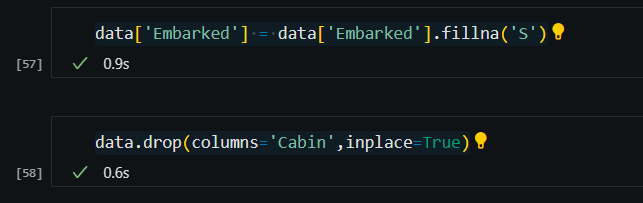 data['Embarked'] = data['Embarked'].fillna('S')
[57]
0.9s
data.drop(columns='Cabin',inplace=True)
[58]
0.6s